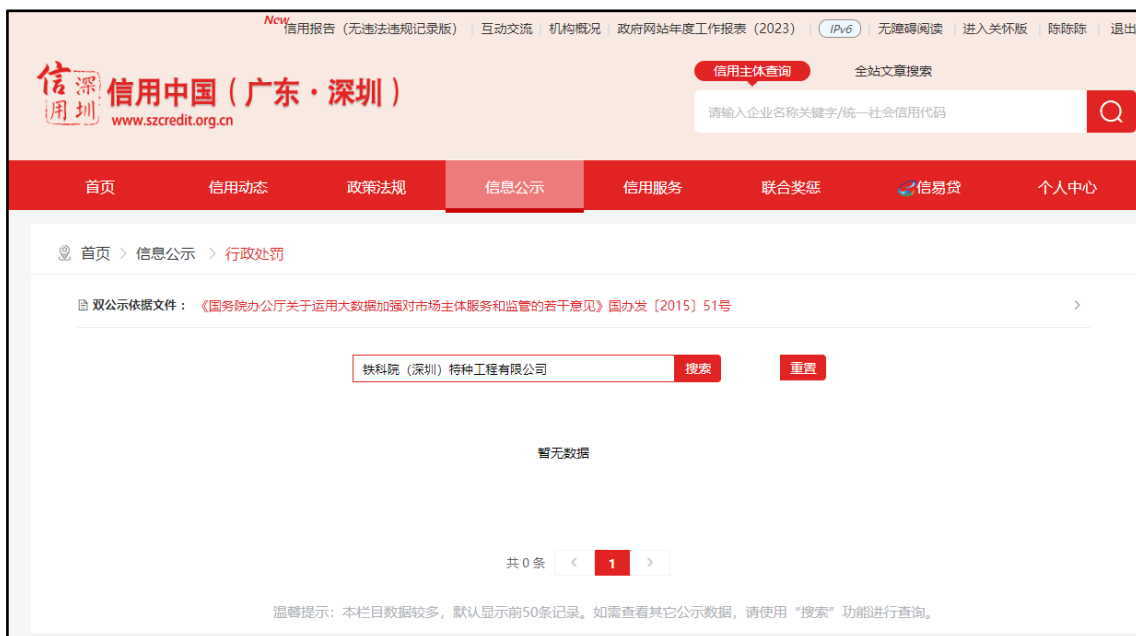 New信用报告（无违法违规记录版） 互动交流 机构概况 政府网站年度工作报表（2023） IPv6 无障碍阅读 进入关怀版 陈陈陈 退出
信用深圳 信用中国（广东·深圳）
www.szcredit.org.cn
信用主体查询 全站文章搜索
请输入企业名称关键字/统一社会信用代码
首页 信用动态 政策法规 信息公示 信用服务 联合奖惩 信易贷 个人中心
首页 > 信息公示 > 行政处罚
双公示依据文件： 《国务院办公厅关于运用大数据加强对市场主体服务和监管的若干意见》国办发〔2015〕51号 >
铁科院（深圳）特种工程有限公司 搜索 重置
暂无数据
共 0 条 < 1 >
温馨提示：本栏目数据较多，默认显示前50条记录。如需查看其它公示数据，请使用“搜索”功能进行查询。